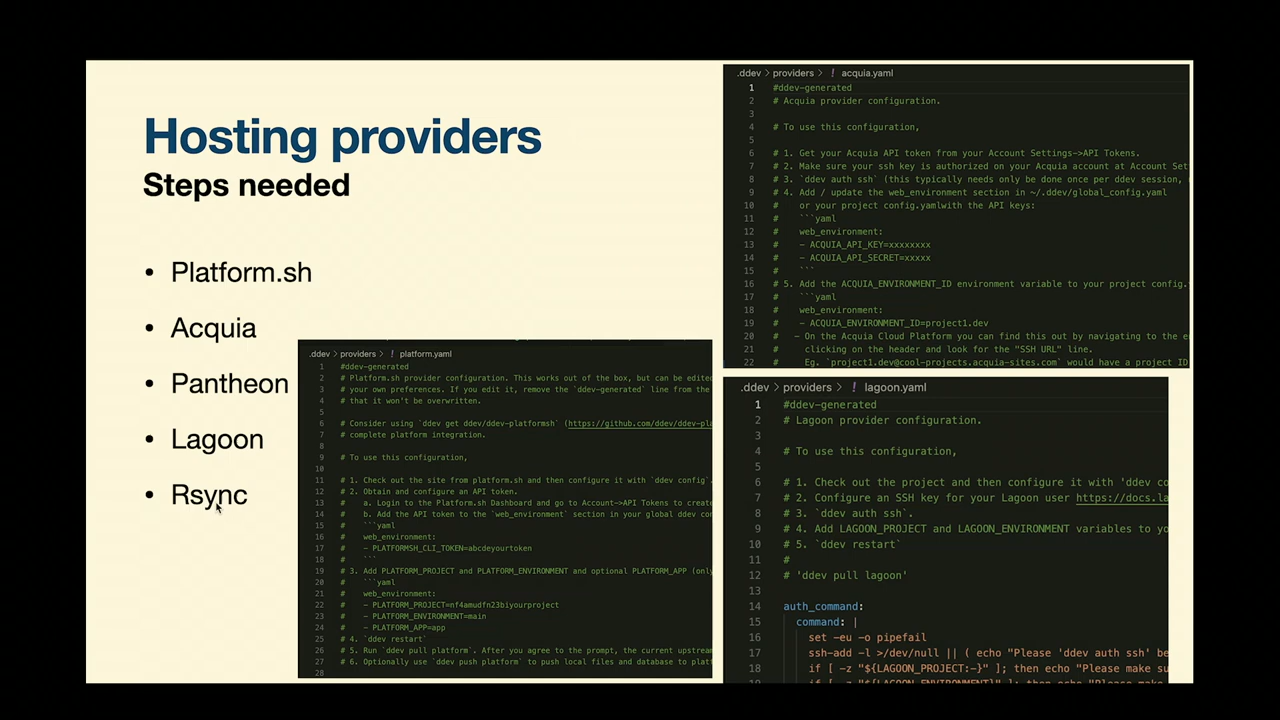 Hosting providers
Steps needed
• Platform.sh
• Acquia
• Pantheon
• Lagoon
• Rsync
.ddev > providers > ! platform.yaml
1 #ddev-generated
2 # Platform.sh provider configuration. This works out of the box, but can be edited
3 # your own preferences. If you edit it, remove the `ddev-generated` line from the
4 # that it won't be overwritten.
5
6 # Consider using `ddev get ddev/ddev-platformsh` (https://github.com/ddev/ddev-pla
7 # complete platform integration.
8
9 # To use this configuration,
10
11 # 1. Check out the site from platform.sh and then configure it with `ddev config`.
12 # 2. Obtain and configure an API token.
13 # a. Login to the Platform.sh Dashboard and go to Account->API Tokens to create
14 # b. Add the API token to the `web_environment` section in your global ddev con
15 # ```yaml
16 # web_environment:
17 # - PLATFORMSH_CLI_TOKEN=abcdeyourtoken
18 # ```
19 # 3. Add PLATFORM_PROJECT and PLATFORM_ENVIRONMENT and optional PLATFORM_APP (only
20 # ```yaml
21 # web_environment:
22 # - PLATFORM_PROJECT=nf4amudfn23biyourproject
23 # - PLATFORM_ENVIRONMENT=main
24 # - PLATFORM_APP=app
25 # 4. `ddev restart`
26 # 5. Run `ddev pull platform`. After you agree to the prompt, the current upstream
27 # 6. Optionally use `ddev push platform` to push local files and database to platf
28
.ddev > providers > ! acquia.yaml
1 #ddev-generated
2 # Acquia provider configuration.
3
4 # To use this configuration,
5
6 # 1. Get your Acquia API token from your Account Settings->API Tokens.
7 # 2. Make sure your ssh key is authorized on your Acquia account at Account Set
8 # 3. `ddev auth ssh` (this typically needs only be done once per ddev session,
9 # 4. Add / update the web_environment section in ~/.ddev/global_config.yaml
10 # or your project config.yamlwith the API keys:
11 # ```yaml
12 # web_environment:
13 # - ACQUIA_API_KEY=xxxxxxxx
14 # - ACQUIA_API_SECRET=xxxxx
15 # ```
16 # 5. Add the ACQUIA_ENVIRONMENT_ID environment variable to your project config.
17 # ```yaml
18 # web_environment:
19 # - ACQUIA_ENVIRONMENT_ID=project1.dev
20 # - On the Acquia Cloud Platform you can find this out by navigating to the e
21 # clicking on the header and look for the "SSH URL" line.
22 # Eg. `project1.dev@cool-projects.acquia-sites.com` would have a project ID
.ddev > providers > ! lagoon.yaml
1 #ddev-generated
2 # Lagoon provider configuration.
3
4 # To use this configuration,
5
6 # 1. Check out the project and then configure it with 'ddev co
7 # 2. Configure an SSH key for your Lagoon user https://docs.la
8 # 3. `ddev auth ssh`.
9 # 4. Add LAGOON_PROJECT and LAGOON_ENVIRONMENT variables to yo
10 # 5. `ddev restart`
11 #
12 # 'ddev pull lagoon'
13
14 auth_command:
15 command: |
16 set -eu -o pipefail
17 ssh-add -l >/dev/null || ( echo "Please 'ddev auth ssh' be
18 if [ -z "${LAGOON_PROJECT:-}" ]; then echo "Please make su